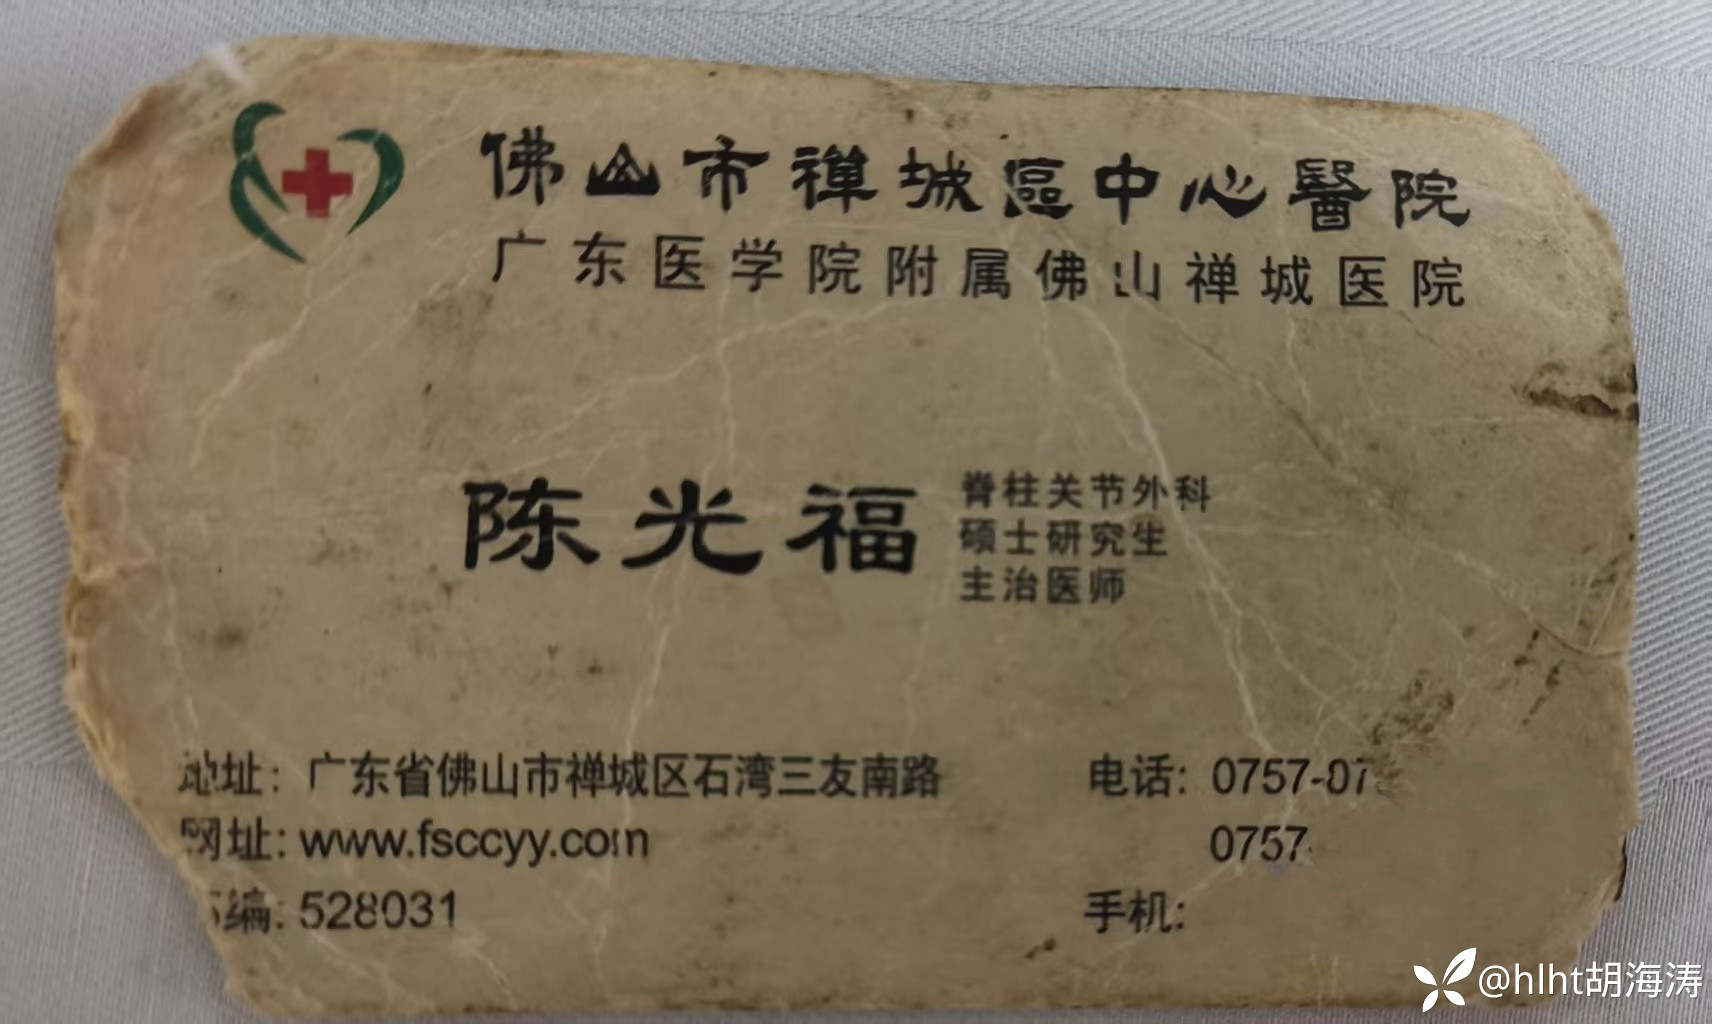 佛山市禅城區中心醫院
广东医学院附属佛山禅城医院
陈光福
脊柱关节外科
硕士研究生
主治医师
地址: 广东省佛山市禅城区石湾三友南路
网址: www.fsccyy.com
编: 528031
电话: 0757-
0757
手机:
@hlht胡海涛